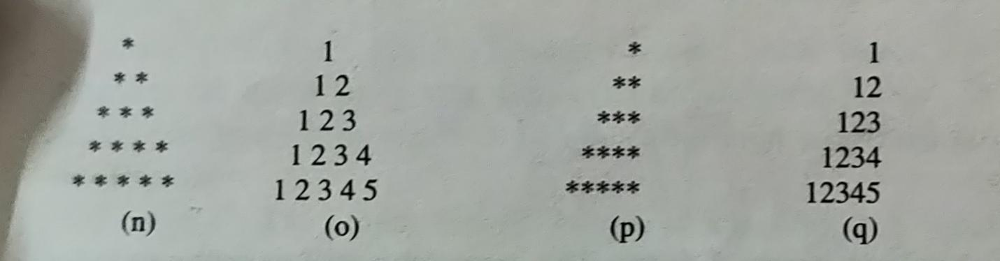 * 1 * 1
* * 1 2 ** 12
* * * 1 2 3 *** 123
* * * * 1 2 3 4 **** 1234
* * * * * 1 2 3 4 5 ***** 12345
(n) (o) (p) (q)